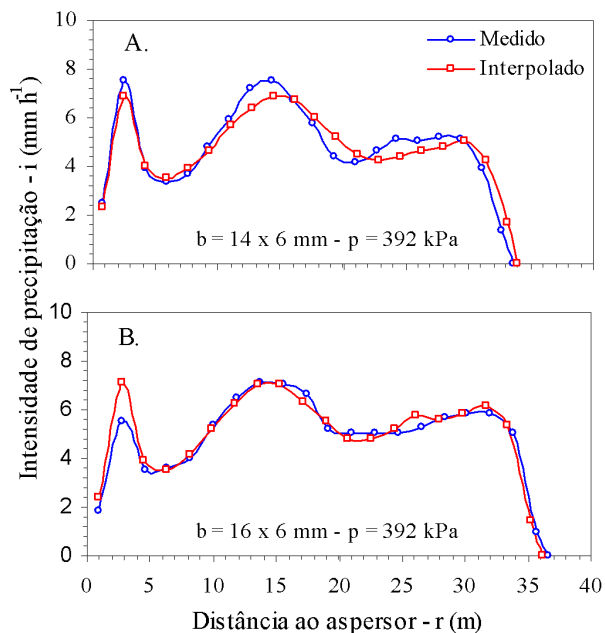 Intensidade de precipitação - i (mm h⁻¹)
10
8
6
4
2
0
A.
Medido
Interpolado
b = 14 x 6 mm - p = 392 kPa
10
8
6
4
2
0
B.
b = 16 x 6 mm - p = 392 kPa
0 5 10 15 20 25 30 35 40
Distância ao aspersor - r (m)